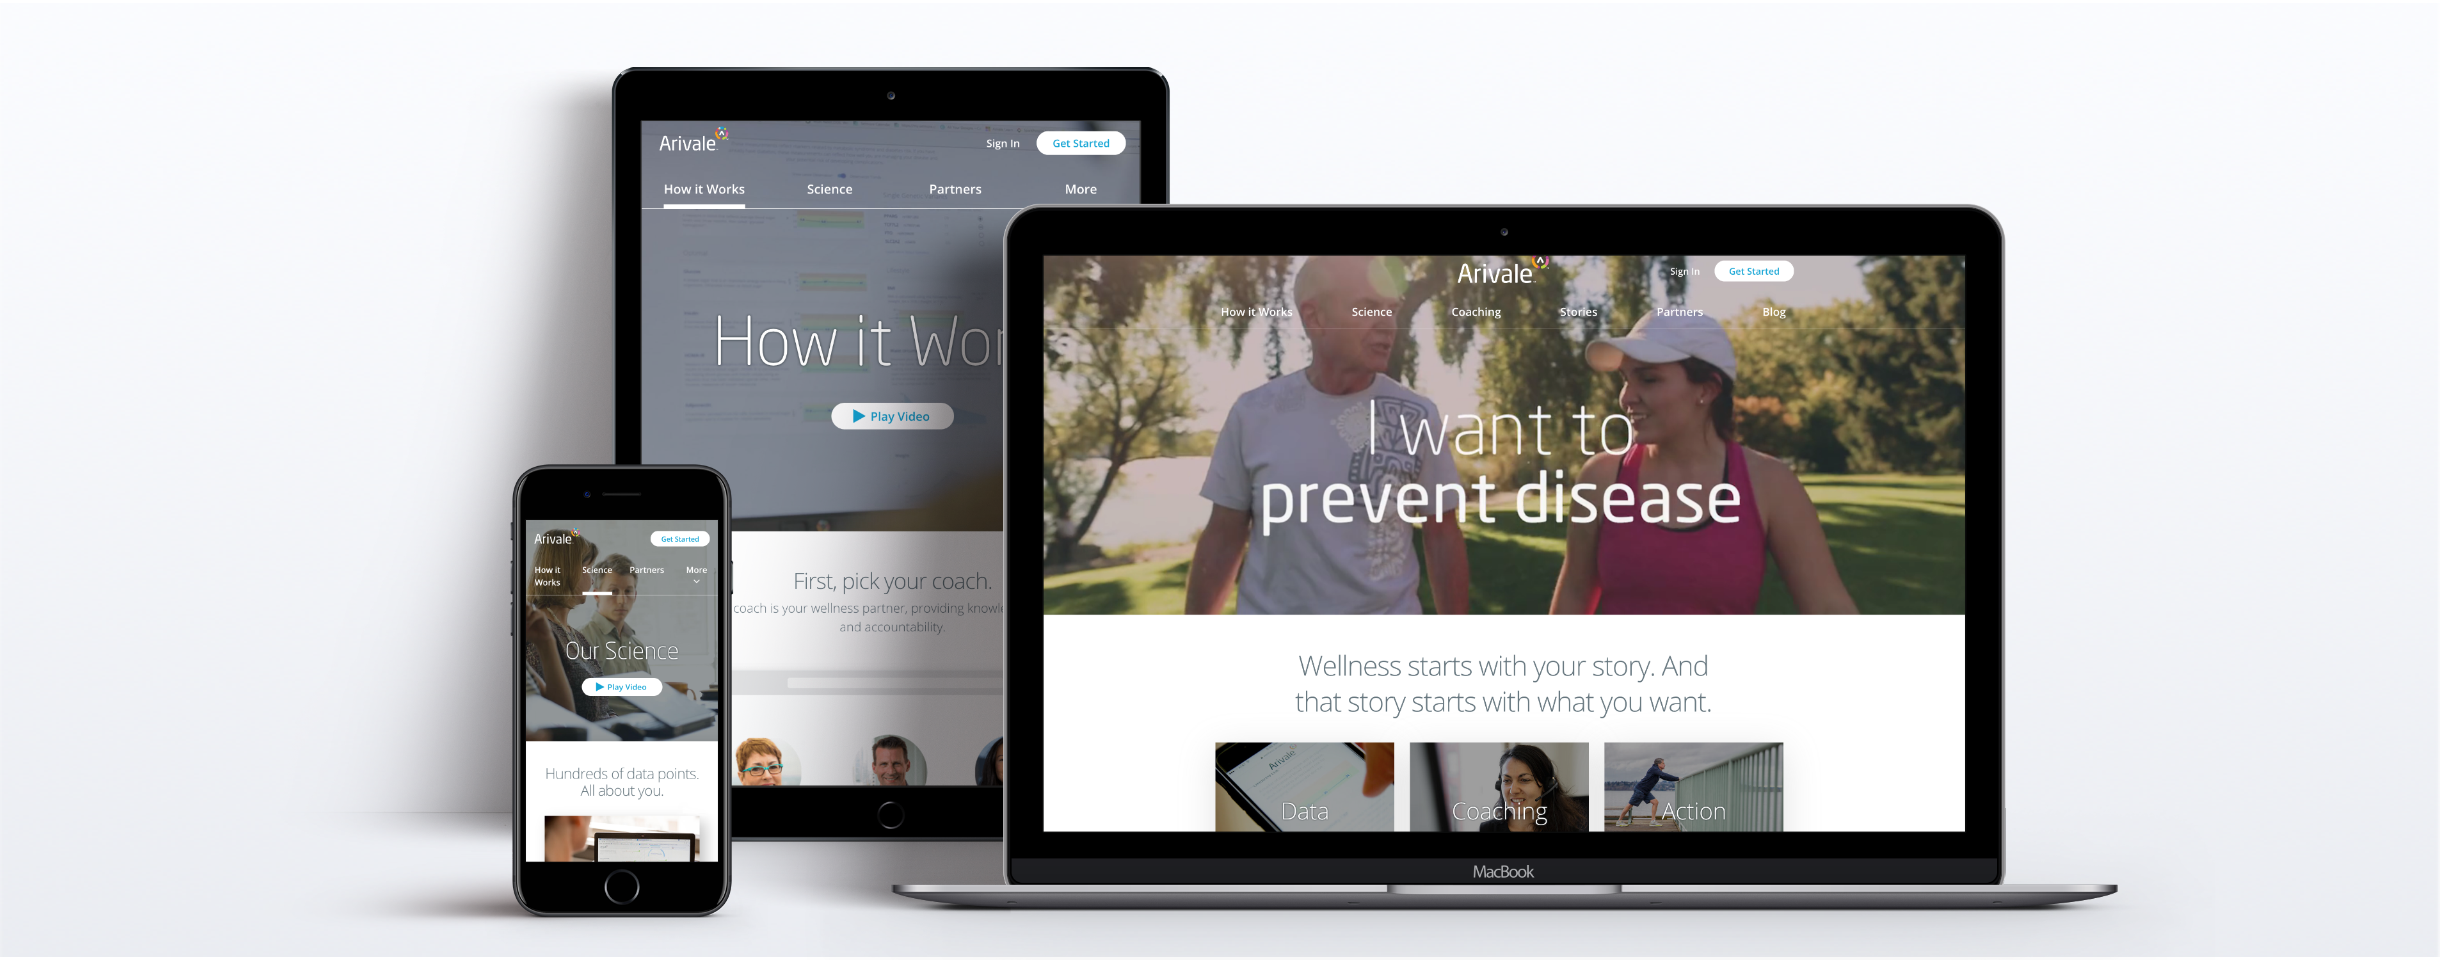 Arivale
Sign In
Get Started
How it Works
Science
Partners
More
How it Wor
Play Video
First, pick your coach.
coach is your wellness partner, providing knowle
and accountability.
Arivale
Get Started
How it
Works
Science
Partners
More
Our Science
Play Video
Hundreds of data points.
All about you.
Arivale
Sign In
Get Started
How it Works
Science
Coaching
Stories
Partners
Blog
I want to
prevent disease
Wellness starts with your story. And
that story starts with what you want.
Arivale
Data
Coaching
Action
MacBook